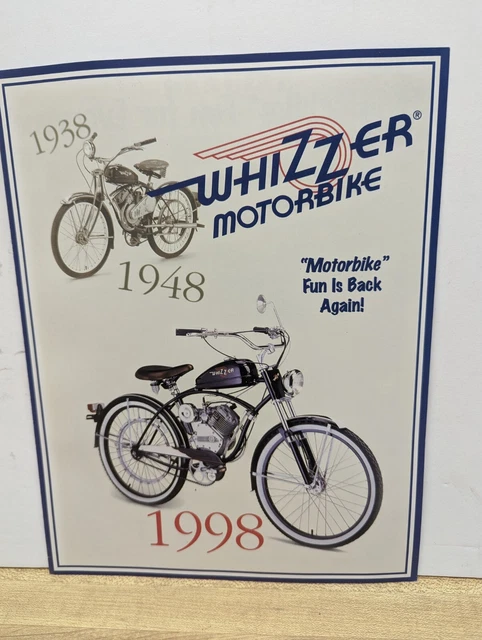 1938
WHIZZER®
MOTORBIKE
1948
"Motorbike"
Fun Is Back
Again!
WHIZZER
1998